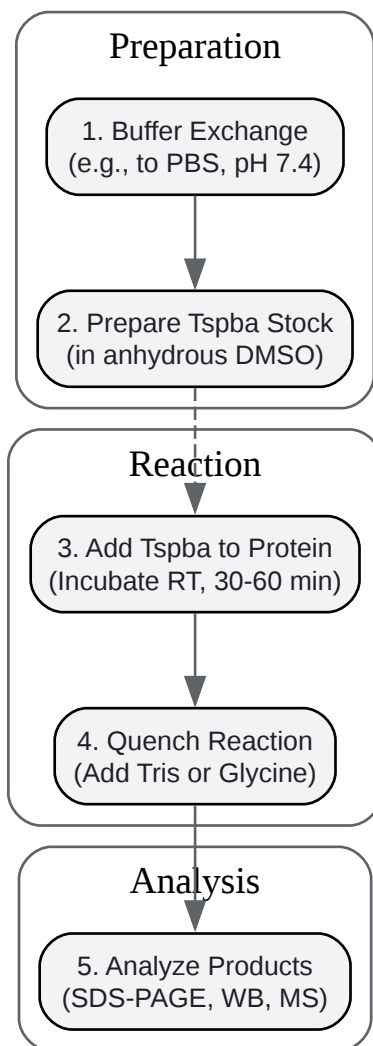 Preparation
1. Buffer Exchange
(e.g., to PBS, pH 7.4)
2. Prepare Tspba Stock
(in anhydrous DMSO)
Reaction
3. Add Tspba to Protein
(Incubate RT, 30-60 min)
4. Quench Reaction
(Add Tris or Glycine)
Analysis
5. Analyze Products
(SDS-PAGE, WB, MS)